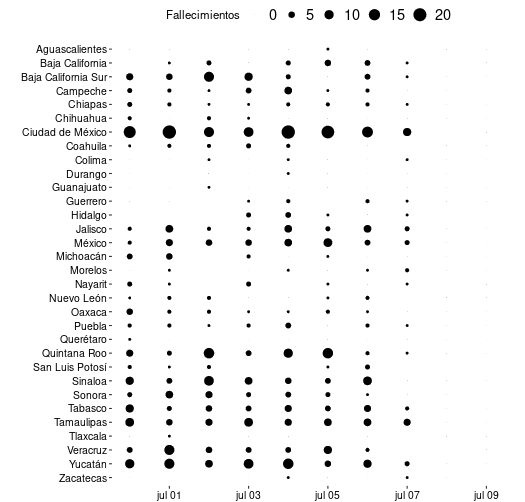 Fallecimientos 0 5 10 15 20
Aguascalientes
Baja California
Baja California Sur
Campeche
Chiapas
Chihuahua
Ciudad de México
Coahuila
Colima
Durango
Guanajuato
Guerrero
Hidalgo
Jalisco
México
Michoacán
Morelos
Nayarit
Nuevo León
Oaxaca
Puebla
Querétaro
Quintana Roo
San Luis Potosí
Sinaloa
Sonora
Tabasco
Tamaulipas
Tlaxcala
Veracruz
Yucatán
Zacatecas
jul 01 jul 03 jul 05 jul 07 jul 09